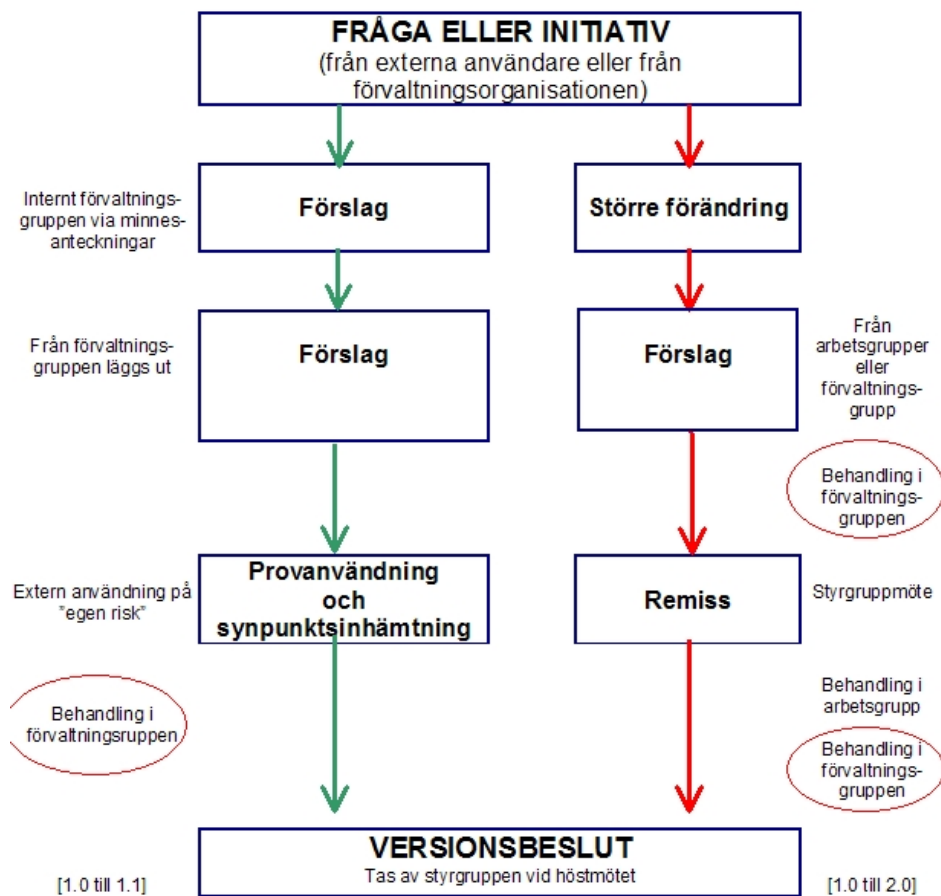 FRÅGA ELLER INITIATIV
(från externa användare eller från
förvaltningsorganisationen)
Internt förvaltnings-
gruppen via minnes-
anteckningar
Förslag
Större förändring
Från förvaltnings-
gruppen läggs ut
Förslag
Förslag
Från
arbetsgrupper
eller
förvaltnings-
grupp
Behandling i
förvaltnings-
gruppen
Extern användning på
”egen risk”
Provanvändning
och
synpunktsinhämtning
Remiss
Styrgruppmöte
Behandling i
förvaltningsruppen
Behandling i
arbetsgrupp
Behandling i
förvaltnings-
gruppen
VERSIONSBESLUT
Tas av styrgruppen vid höstmötet
[1.0 till 1.1]
[1.0 till 2.0]